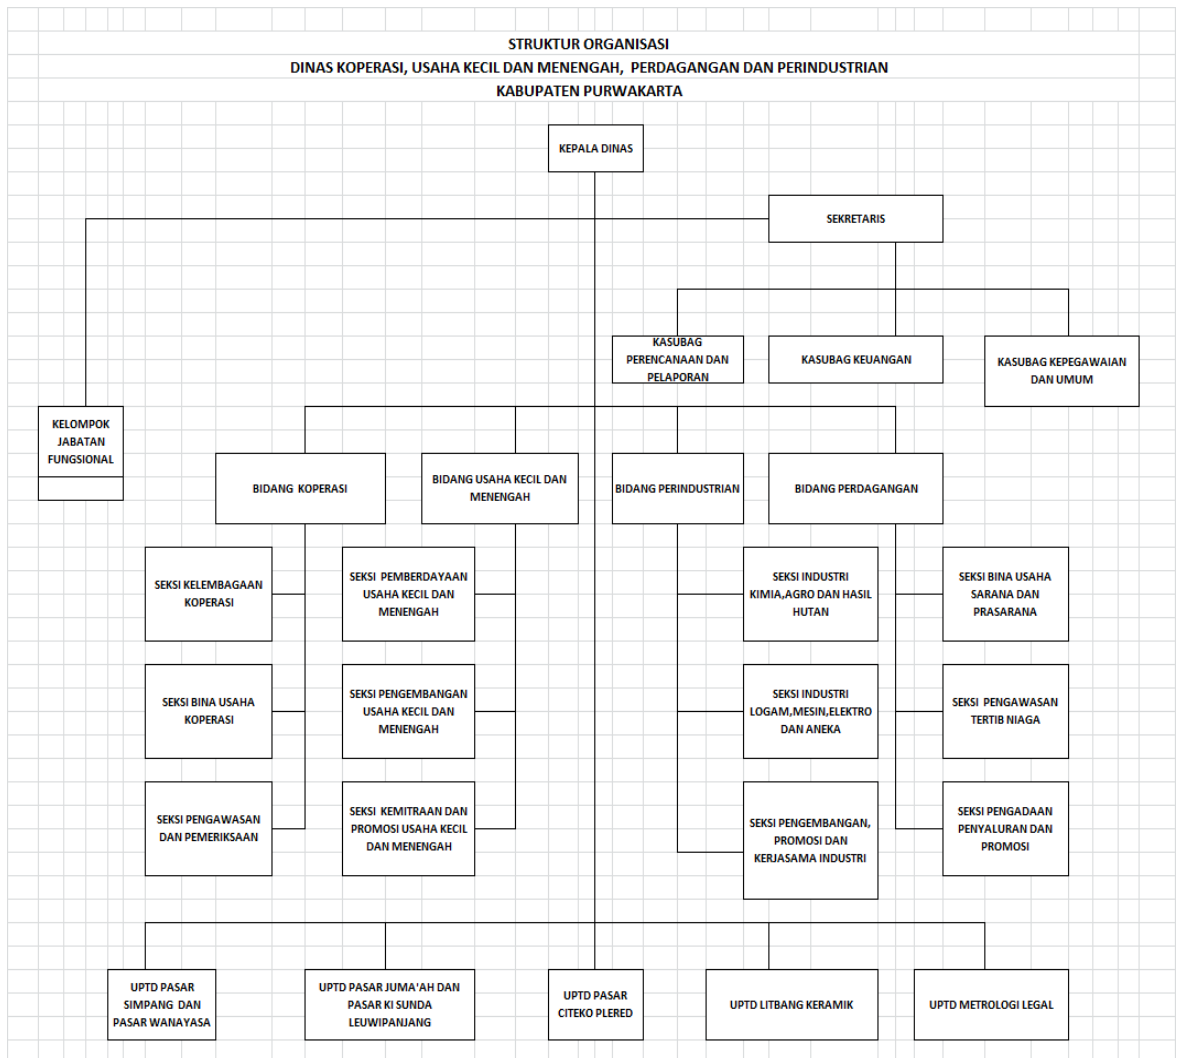 STRUKTUR ORGANISASI
DINAS KOPERASI, USAHA KECIL DAN MENENGAH, PERDAGANGAN DAN PERINDUSTRIAN
KABUPATEN PURWAKARTA
KEPALA DINAS
SEKRETARIS
KASUBAG
PERENCANAAN DAN
PELAPORAN
KASUBAG KEUANGAN
KASUBAG KEPEGAWAIAN
DAN UMUM
KELOMPOK
JABATAN
FUNGSIONAL
BIDANG KOPERASI
BIDANG USAHA KECIL DAN
MENENGAH
BIDANG PERINDUSTRIAN
BIDANG PERDAGANGAN
SEKSI KELEMBAGAAN
KOPERASI
SEKSI PEMBERDAYAAN
USAHA KECIL DAN
MENENGAH
SEKSI INDUSTRI
KIMIA,AGRO DAN HASIL
HUTAN
SEKSI BINA USAHA
SARANA DAN
PRASARANA
SEKSI BINA USAHA
KOPERASI
SEKSI PENGEMBANGAN
USAHA KECIL DAN
MENENGAH
SEKSI INDUSTRI
LOGAM,MESIN,ELEKTRO
DAN ANEKA
SEKSI PENGAWASAN
TERTIB NIAGA
SEKSI PENGAWASAN
DAN PEMERIKSAAN
SEKSI KEMITRAAN DAN
PROMOSI USAHA KECIL
DAN MENENGAH
SEKSI PENGEMBANGAN,
PROMOSI DAN
KERJASAMA INDUSTRI
SEKSI PENGADAAN
PENYALURAN DAN
PROMOSI
UPTD PASAR
SIMPANG DAN
PASAR WANAYASA
UPTD PASAR JUMA'AH DAN
PASAR KI SUNDA
LEUWIPANJANG
UPTD PASAR
CITEKO PLERED
UPTD LITBANG KERAMIK
UPTD METROLOGI LEGAL